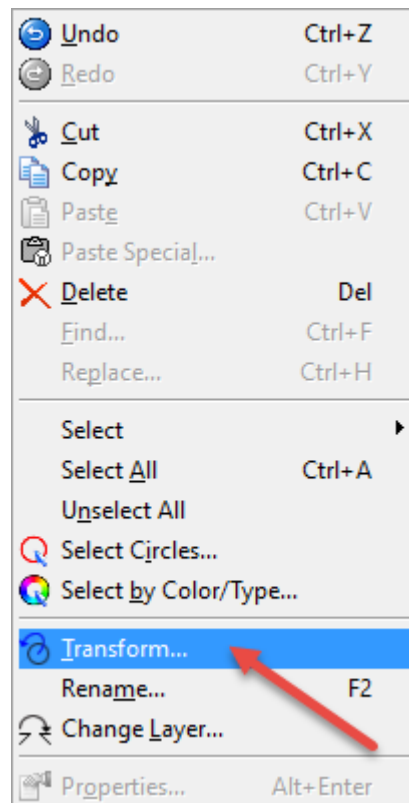 Undo Ctrl+Z
Redo Ctrl+Y
Cut Ctrl+X
Copy Ctrl+C
Paste Ctrl+V
Paste Special...
Delete Del
Find... Ctrl+F
Replace... Ctrl+H
Select
Select All Ctrl+A
Unselect All
Select Circles...
Select by Color/Type...
Transform...
Rename... F2
Change Layer...
Properties... Alt+Enter